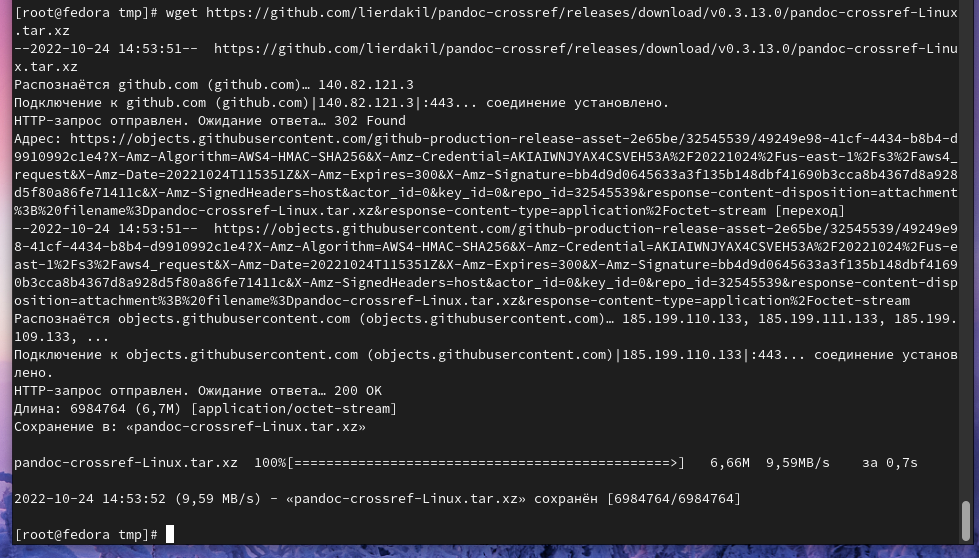 [root@fedora tmp]# wget https://github.com/lierdakil/pandoc-crossref/releases/download/v0.3.13.0/pandoc-crossref-Linux
.tar.xz
--2022-10-24 14:53:51--  https://github.com/lierdakil/pandoc-crossref/releases/download/v0.3.13.0/pandoc-crossref-Linu
x.tar.xz
Распознаётся github.com (github.com)… 140.82.121.3
Подключение к github.com (github.com)|140.82.121.3|:443... соединение установлено.
HTTP-запрос отправлен. Ожидание ответа… 302 Found
Адрес: https://objects.githubusercontent.com/github-production-release-asset-2e65be/32545539/49249e98-41cf-4434-b8b4-d
9910992c1e4?X-Amz-Algorithm=AWS4-HMAC-SHA256&X-Amz-Credential=AKIAIWNJYAX4CSVEH53A%2F20221024%2Fus-east-1%2Fs3%2Faws4_
request&X-Amz-Date=20221024T115351Z&X-Amz-Expires=300&X-Amz-Signature=bb4d9d0645633a3f135b148dbf41690b3cca8b4367d8a928
d5f80a86fe71411c&X-Amz-SignedHeaders=host&actor_id=0&key_id=0&repo_id=32545539&response-content-disposition=attachment
%3B%20filename%3Dpandoc-crossref-Linux.tar.xz&response-content-type=application%2Foctet-stream [переход]
--2022-10-24 14:53:51--  https://objects.githubusercontent.com/github-production-release-asset-2e65be/32545539/49249e9
8-41cf-4434-b8b4-d9910992c1e4?X-Amz-Algorithm=AWS4-HMAC-SHA256&X-Amz-Credential=AKIAIWNJYAX4CSVEH53A%2F20221024%2Fus-e
ast-1%2Fs3%2Faws4_request&X-Amz-Date=20221024T115351Z&X-Amz-Expires=300&X-Amz-Signature=bb4d9d0645633a3f135b148dbf4169
0b3cca8b4367d8a928d5f80a86fe71411c&X-Amz-SignedHeaders=host&actor_id=0&key_id=0&repo_id=32545539&response-content-disp
osition=attachment%3B%20filename%3Dpandoc-crossref-Linux.tar.xz&response-content-type=application%2Foctet-stream
Распознаётся objects.githubusercontent.com (objects.githubusercontent.com)… 185.199.110.133, 185.199.111.133, 185.199.
109.133, ...
Подключение к objects.githubusercontent.com (objects.githubusercontent.com)|185.199.110.133|:443... соединение установ
лено.
HTTP-запрос отправлен. Ожидание ответа… 200 OK
Длина: 6984764 (6,7M) [application/octet-stream]
Сохранение в: «pandoc-crossref-Linux.tar.xz»
pandoc-crossref-Linux.tar.xz  100%[===============================================>]   6,66M  9,59MB/s    за 0,7s
2022-10-24 14:53:52 (9,59 MB/s) - «pandoc-crossref-Linux.tar.xz» сохранён [6984764/6984764]
[root@fedora tmp]#